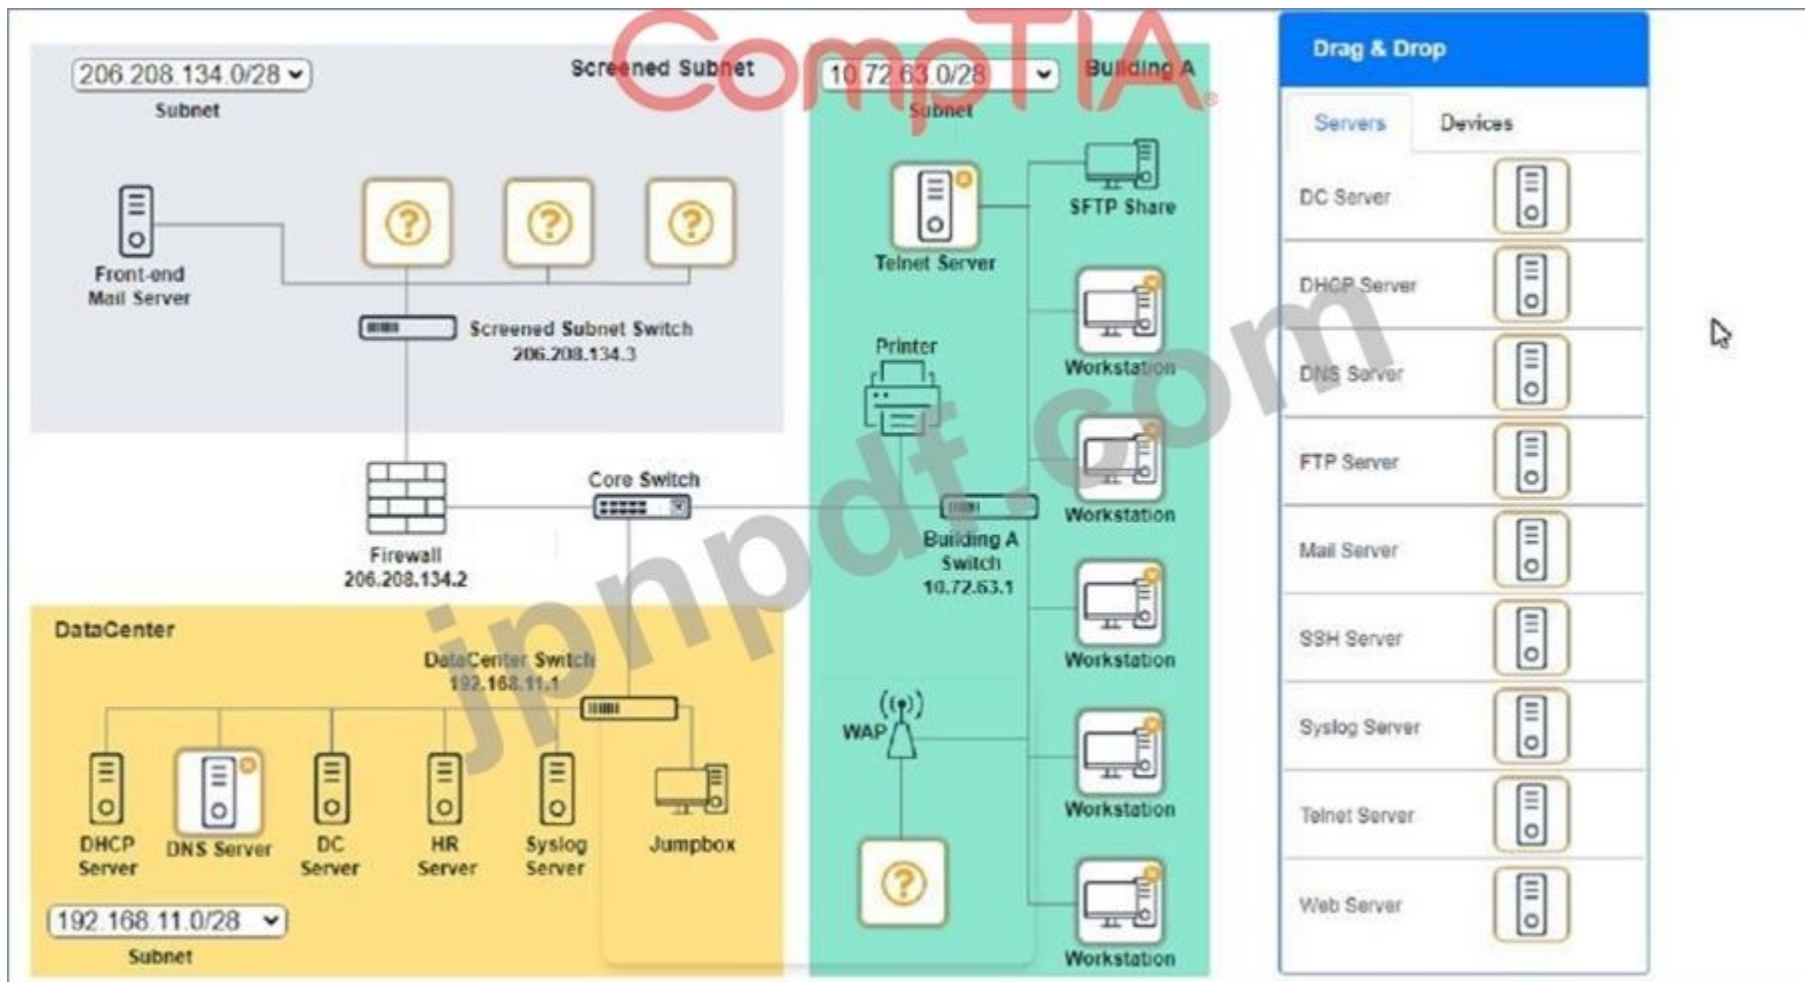 CompTIA
206.208.134.0/28
Subnet
Screened Subnet
Front-end
Mail Server
?
?
?
Screened Subnet Switch
206.208.134.3
Firewall
206.208.134.2
Core Switch
10.72.63.0/28
Subnet
Building A
Telnet Server
SFTP Share
Printer
Workstation
Workstation
Building A
Switch
10.72.63.1
Workstation
WAP
Workstation
?
Workstation
DataCenter
DataCenter Switch
192.168.11.1
DHCP
Server
DNS Server
DC
Server
HR
Server
Syslog
Server
Jumpbox
192.168.11.0/28
Subnet
Drag & Drop
Servers
Devices
DC Server
DHCP Server
DNS Server
FTP Server
Mail Server
SSH Server
Syslog Server
Telnet Server
Web Server
jpnpdf.com